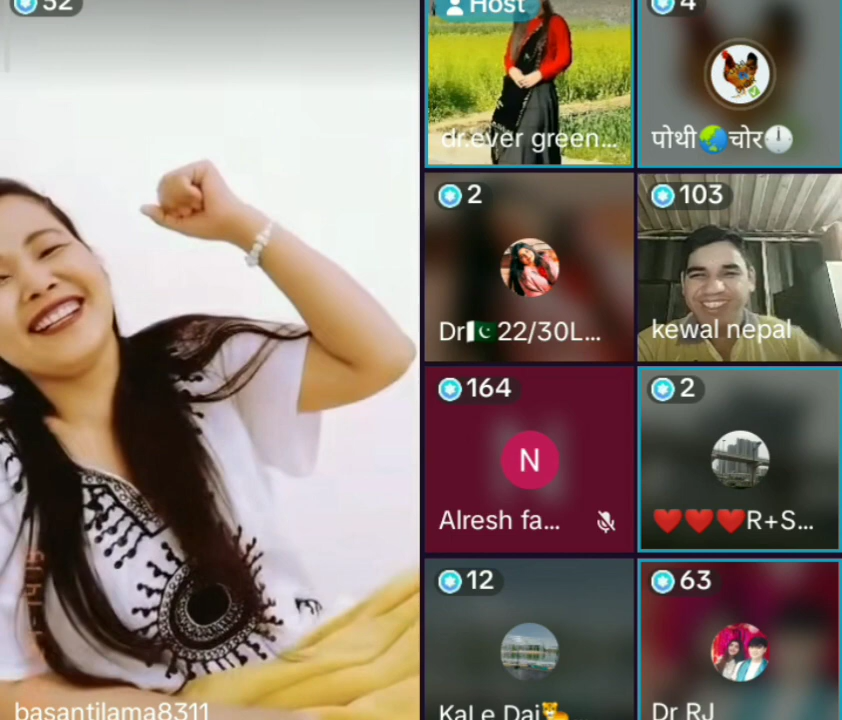 52
basantilama8311
Host
dr.ever green...
4
पोथी🌏चोर🕛
2
Dr🇵🇰22/30L...
103
kewal nepal
164
N
Alresh fa...
2
❤️❤️❤️R+S...
12
Kal e Dai🐯...
63
Dr RJ